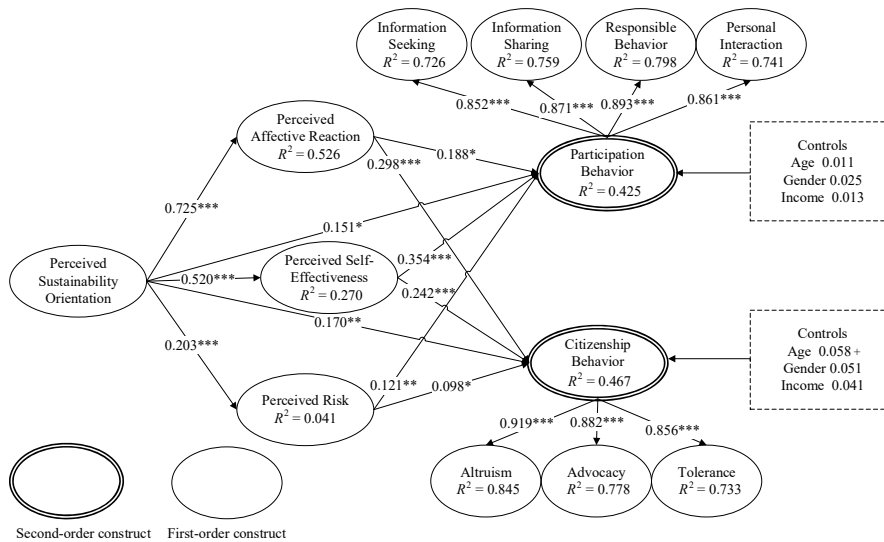 Information
Seeking
R² = 0.726
Information
Sharing
R² = 0.759
Responsible
Behavior
R² = 0.798
Personal
Interaction
R² = 0.741
0.852***
0.871***
0.893***
0.861***
Perceived
Affective Reaction
R² = 0.526
0.298***
0.188*
Participation
Behavior
R² = 0.425
Controls
Age 0.011
Gender 0.025
Income 0.013
0.725***
0.151*
Perceived
Sustainability
Orientation
0.520***
Perceived Self-
Effectiveness
R² = 0.270
0.354***
0.242***
0.170**
0.203***
Citizenship
Behavior
R² = 0.467
Controls
Age 0.058+
Gender 0.051
Income 0.041
Perceived Risk
R² = 0.041
0.121**
0.098*
0.919***
0.882***
0.856***
Altruism
R² = 0.845
Advocacy
R² = 0.778
Tolerance
R² = 0.733
Second-order construct
First-order construct